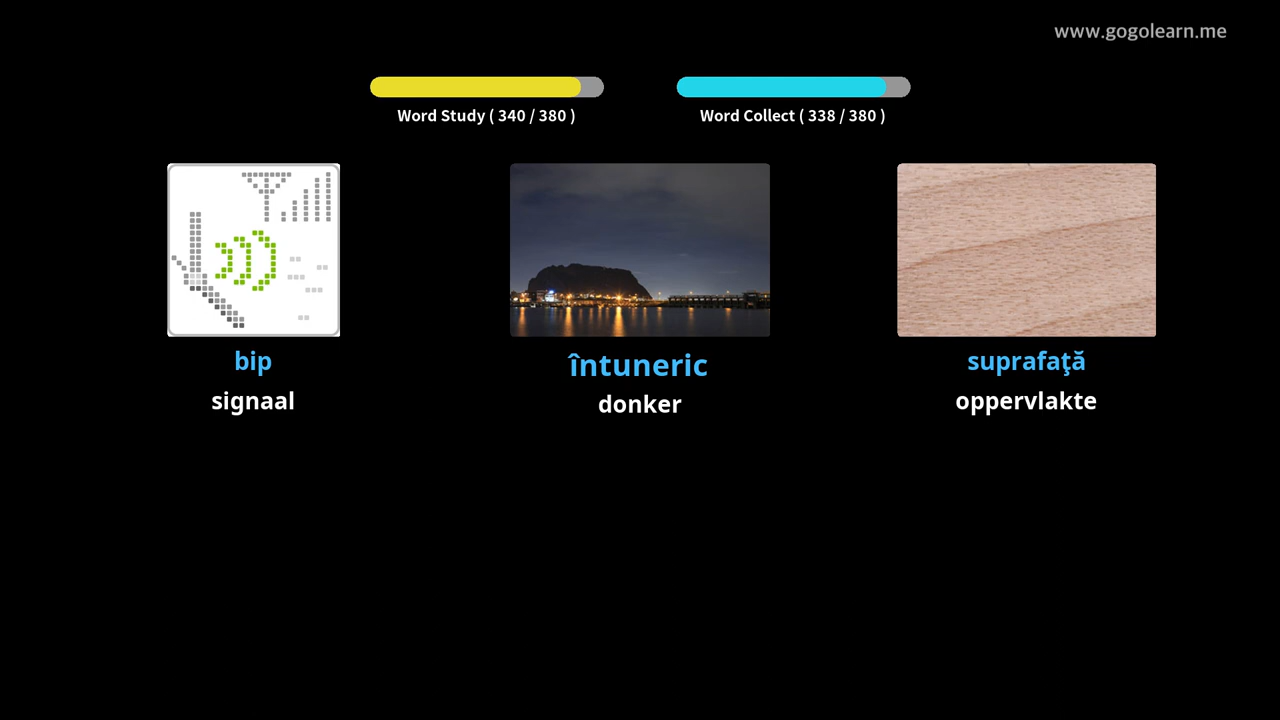 www.gogolearn.me
Word Study ( 340 / 380 )
Word Collect ( 338 / 380 )
bip
întuneric
suprafaţă
signaal
donker
oppervlakte